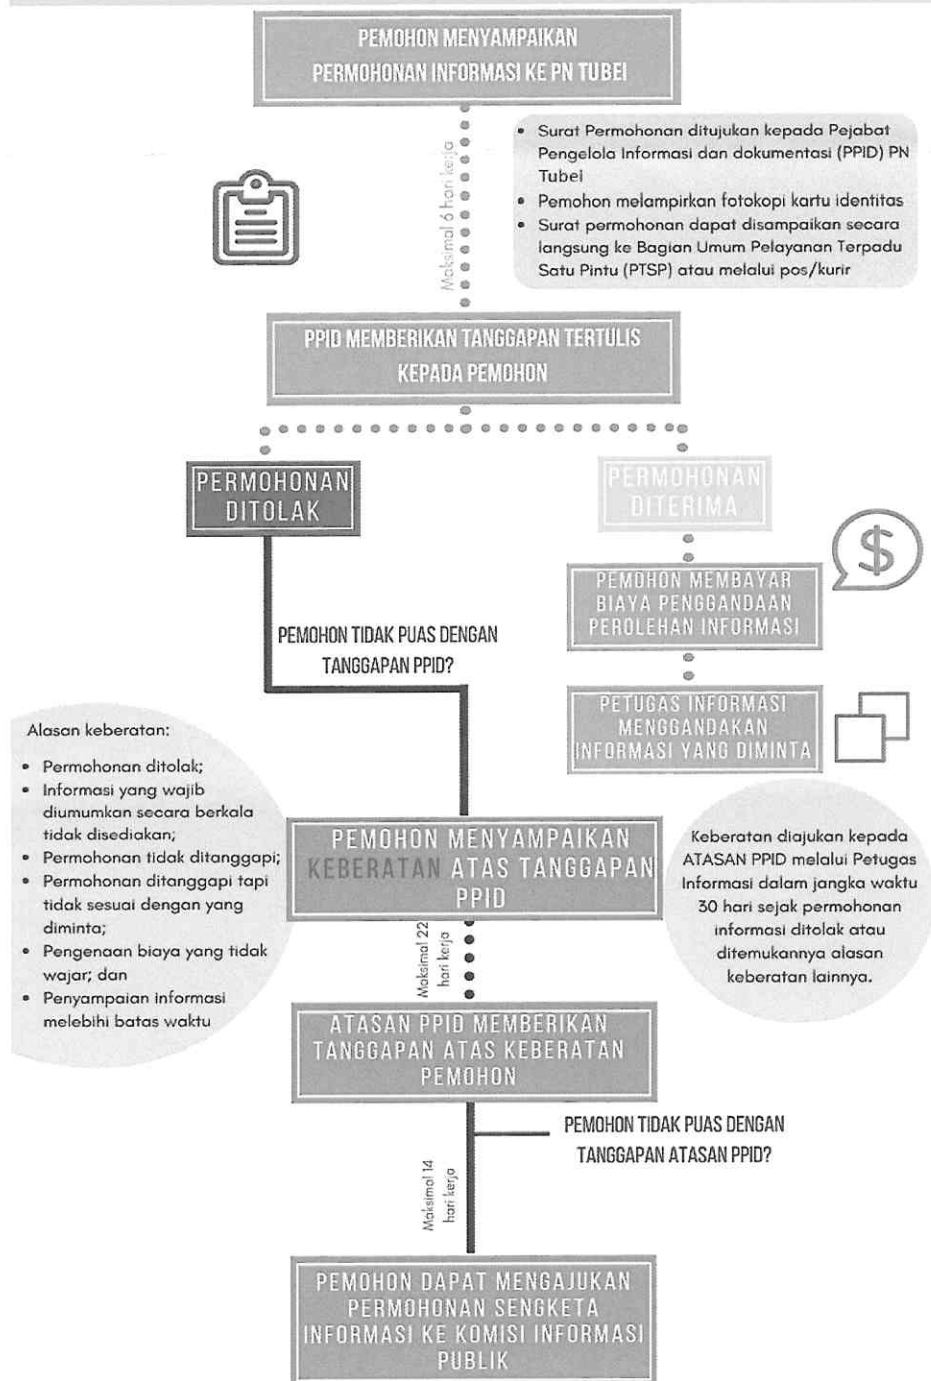 PEMOHON MENYAMPAIKAN
PERMOHONAN INFORMASI KE PN TUBEI
Maksimal 6 hari kerja
• Surat Permohonan ditujukan kepada Pejabat
Pengelola Informasi dan dokumentasi (PPID) PN
Tubei
• Pemohon melampirkan fotokopi kartu identitas
• Surat permohonan dapat disampaikan secara
langsung ke Bagian Umum Pelayanan Terpadu
Satu Pintu (PTSP) atau melalui pos/kurir
PPID MEMBERIKAN TANGGAPAN TERTULIS
KEPADA PEMOHON
PERMOHONAN
DITOLAK
PERMOHONAN
DITERIMA
$
PEMOHON MEMBAYAR
BIAYA PENGGANDAAN
PEROLEHAN INFORMASI
PEMOHON TIDAK PUAS DENGAN
TANGGAPAN PPID?
PETUGAS INFORMASI
MENGGANDAKAN
INFORMASI YANG DIMINTA
Alasan keberatan:
• Permohonan ditolak;
• Informasi yang wajib
diumumkan secara berkala
tidak disediakan;
• Permohonan tidak ditanggapi;
• Permohonan ditanggapi tapi
tidak sesuai dengan yang
diminta;
• Pengenaan biaya yang tidak
wajar; dan
• Penyampaian informasi
melebihi batas waktu
PEMOHON MENYAMPAIKAN
KEBERATAN ATAS TANGGAPAN
PPID
Keberatan diajukan kepada
ATASAN PPID melalui Petugas
Informasi dalam jangka waktu
30 hari sejak permohonan
informasi ditolak atau
ditemukannya alasan
keberatan lainnya.
Maksimal 22
hari kerja
ATASAN PPID MEMBERIKAN
TANGGAPAN ATAS KEBERATAN
PEMOHON
PEMOHON TIDAK PUAS DENGAN
TANGGAPAN ATASAN PPID?
Maksimal 14
hari kerja
PEMOHON DAPAT MENGAJUKAN
PERMOHONAN SENGKETA
INFORMASI KE KOMISI INFORMASI
PUBLIK